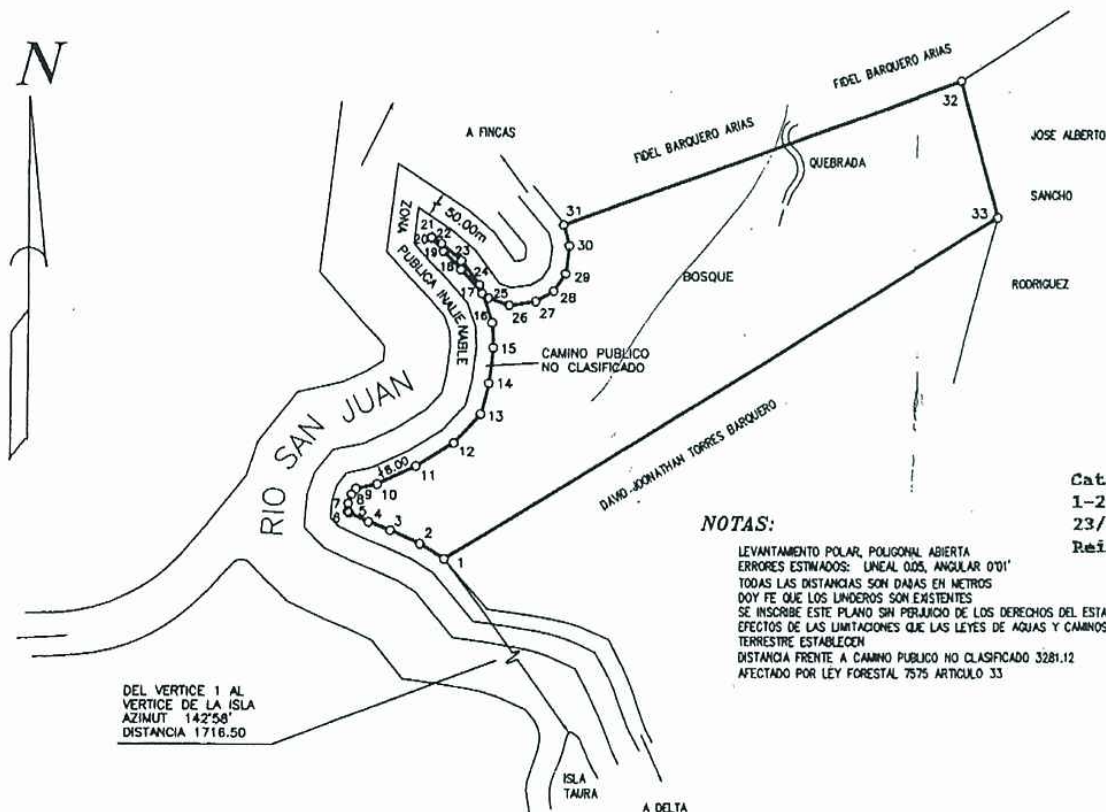 N
FIDEL BARQUERO ARIAS
FIDEL BARQUERO ARIAS
32
A FINCAS
JOSE ALBERTO
QUEBRADA
ZONA
PUBLICA INALIENABLE
50.00m
31
SANCHO
33
21
22
20
19
23
18
24
17
25
30
29
28
27
26
BOSQUE
RODRIGUEZ
16
15
CAMINO PUBLICO
NO CLASIFICADO
14
RIO SAN JUAN
13
12
11
10
9
8
7
6
5
4
3
2
1
DAVID JOONATHAN TORRES BARQUERO
Cat
1-2
23/
Rei
NOTAS:
LEVANTAMIENTO POLAR, POLIGONAL ABIERTA
ERRORES ESTIMADOS: LINEAL 0.05, ANGULAR 0°01'
TODAS LAS DISTANCIAS SON DADAS EN METROS
DOY FE QUE LOS LINDEROS SON EXISTENTES
SE INSCRIBE ESTE PLANO SIN PERJUICIO DE LOS DERECHOS DEL ESTA
EFECTOS DE LAS LIMITACIONES QUE LAS LEYES DE AGUAS Y CAMINOS
TERRESTRE ESTABLECEN
DISTANCIA FRENTE A CAMINO PUBLICO NO CLASIFICADO 3281.12
AFECTADO POR LEY FORESTAL 7575 ARTICULO 33
DEL VERTICE 1 AL
VERTICE DE LA ISLA
AZIMUT 142°58'
DISTANCIA 1716.50
ISLA
TAURA
A DELTA